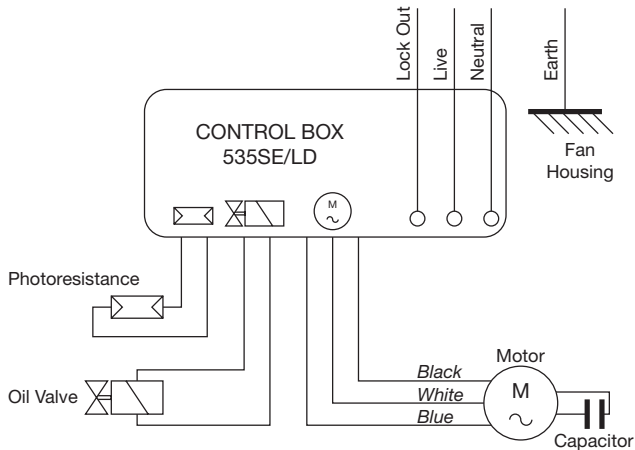 Lock Out
Live
Neutral
Earth
CONTROL BOX
535SE/LD
Fan
Housing
M
Photoresistance
Oil Valve
Black
White
Blue
Motor
M
Capacitor